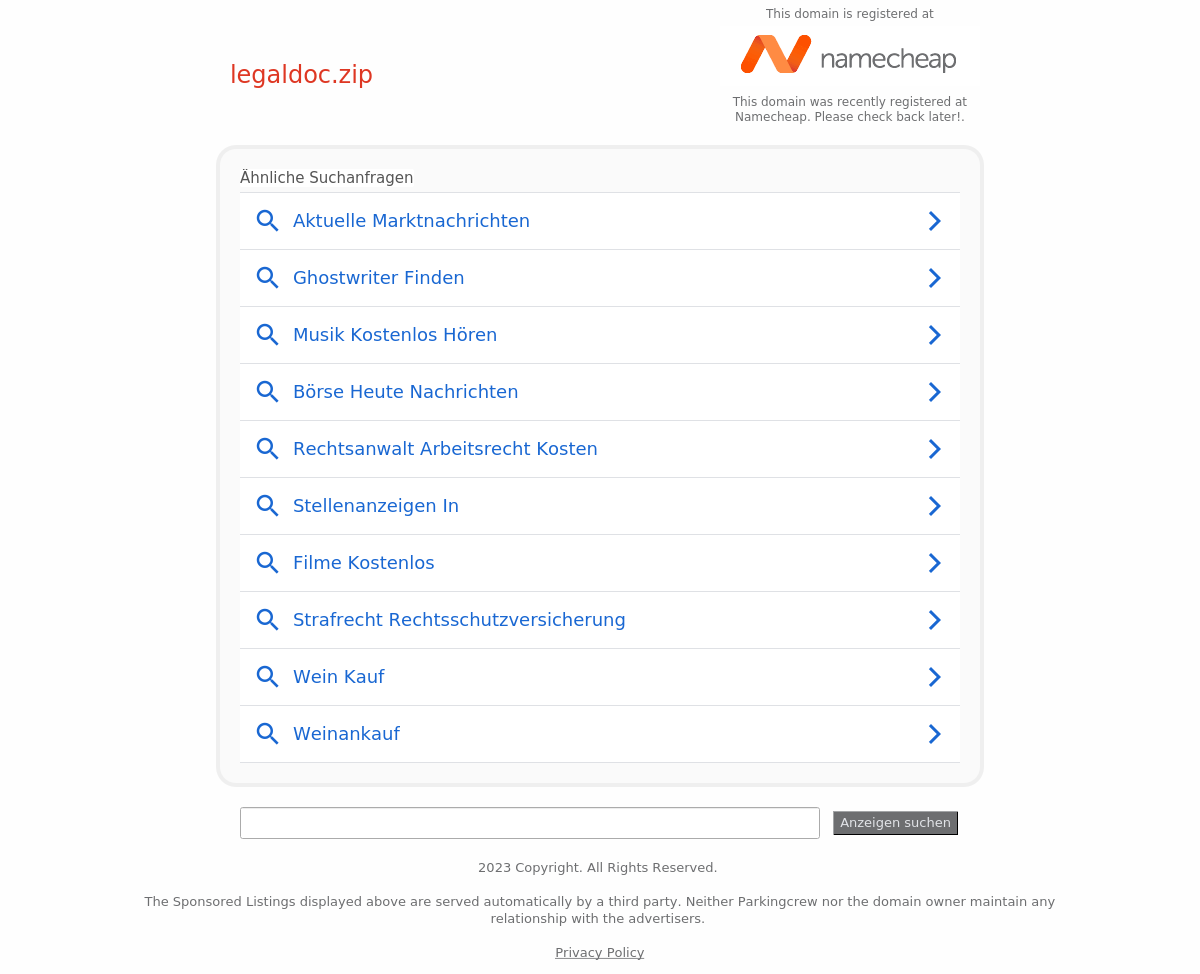 This domain is registered at
namecheap
legaldoc.zip
This domain was recently registered at
Namecheap. Please check back later!.
Ähnliche Suchanfragen
Aktuelle Marktnachrichten
Ghostwriter Finden
Musik Kostenlos Hören
Börse Heute Nachrichten
Rechtsanwalt Arbeitsrecht Kosten
Stellenanzeigen In
Filme Kostenlos
Strafrecht Rechtsschutzversicherung
Wein Kauf
Weinankauf
Anzeigen suchen
2023 Copyright. All Rights Reserved.
The Sponsored Listings displayed above are served automatically by a third party. Neither Parkingcrew nor the domain owner maintain any
relationship with the advertisers.
Privacy Policy